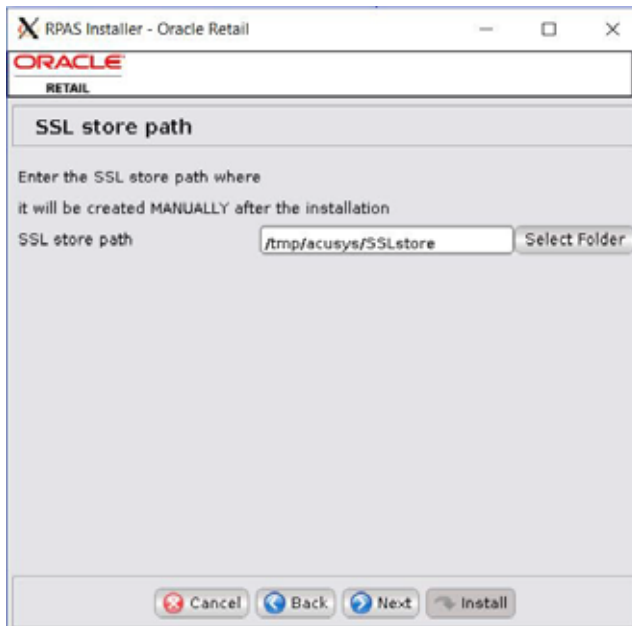 RPAS Installer - Oracle Retail
ORACLE
RETAIL
SSL store path
Enter the SSL store path where
it will be created MANUALLY after the installation
SSL store path /tmp/acusys/SSLstore Select Folder
Cancel Back Next Install